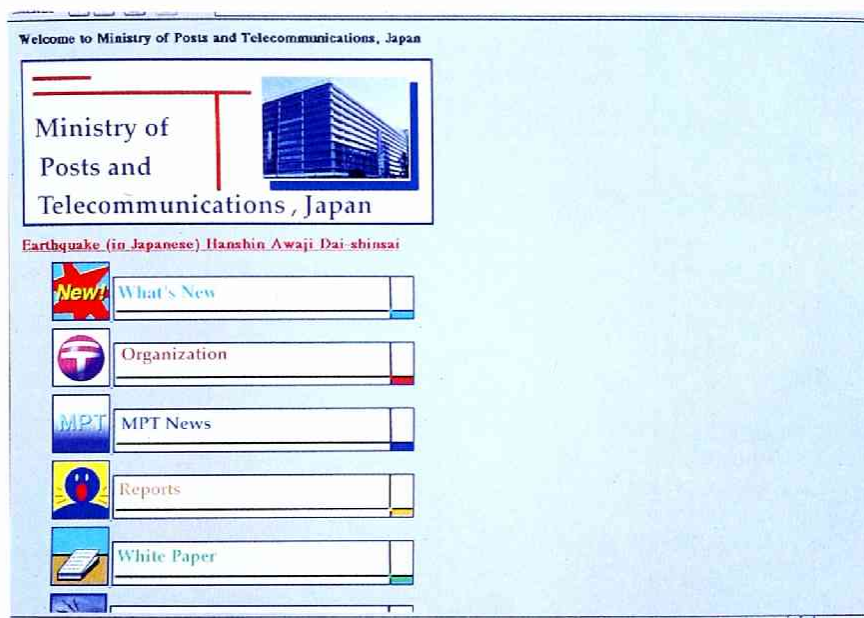 Welcome to Ministry of Posts and Telecommunications, Japan
Ministry of
Posts and
Telecommunications, Japan
Earthquake (in Japanese) Hanshin Awaji Dai-shinsai
New!
What's New
Organization
MPT
MPT News
Reports
White Paper